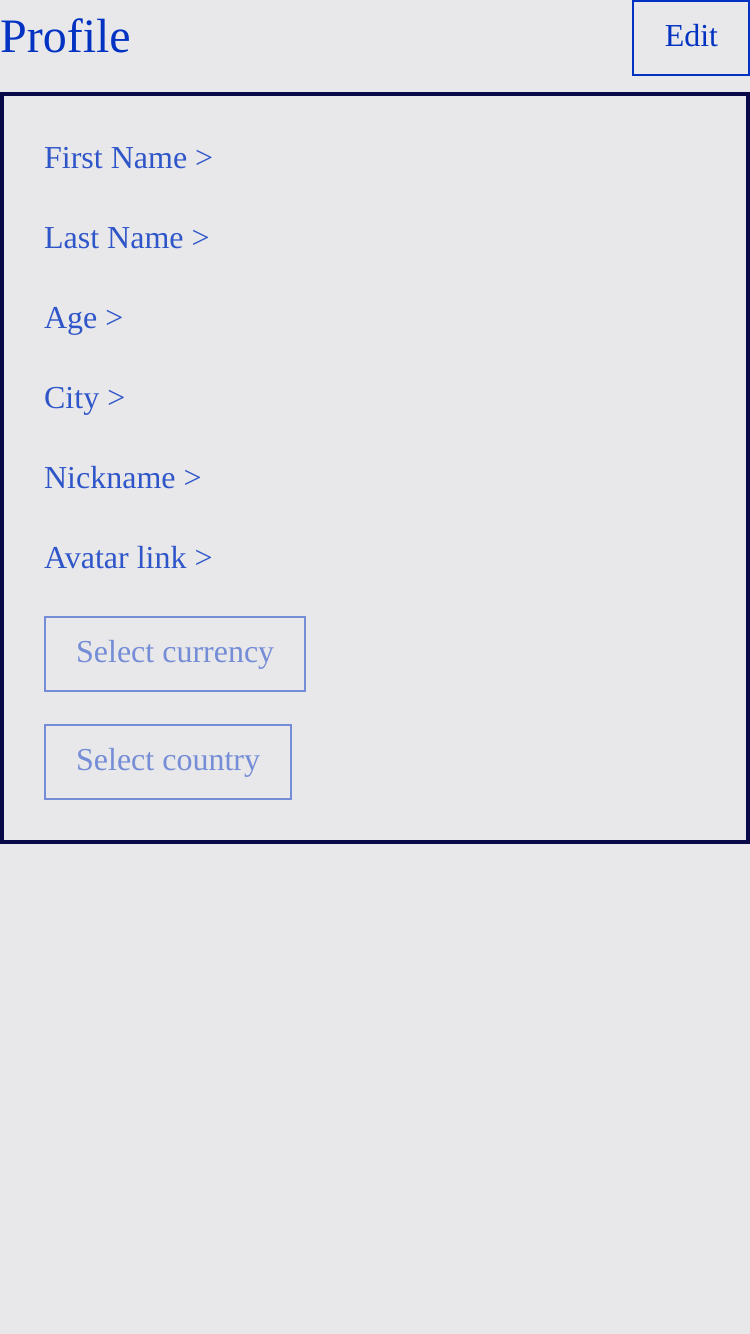 Profile
Edit
First Name >
Last Name >
Age >
City >
Nickname >
Avatar link >
Select currency
Select country